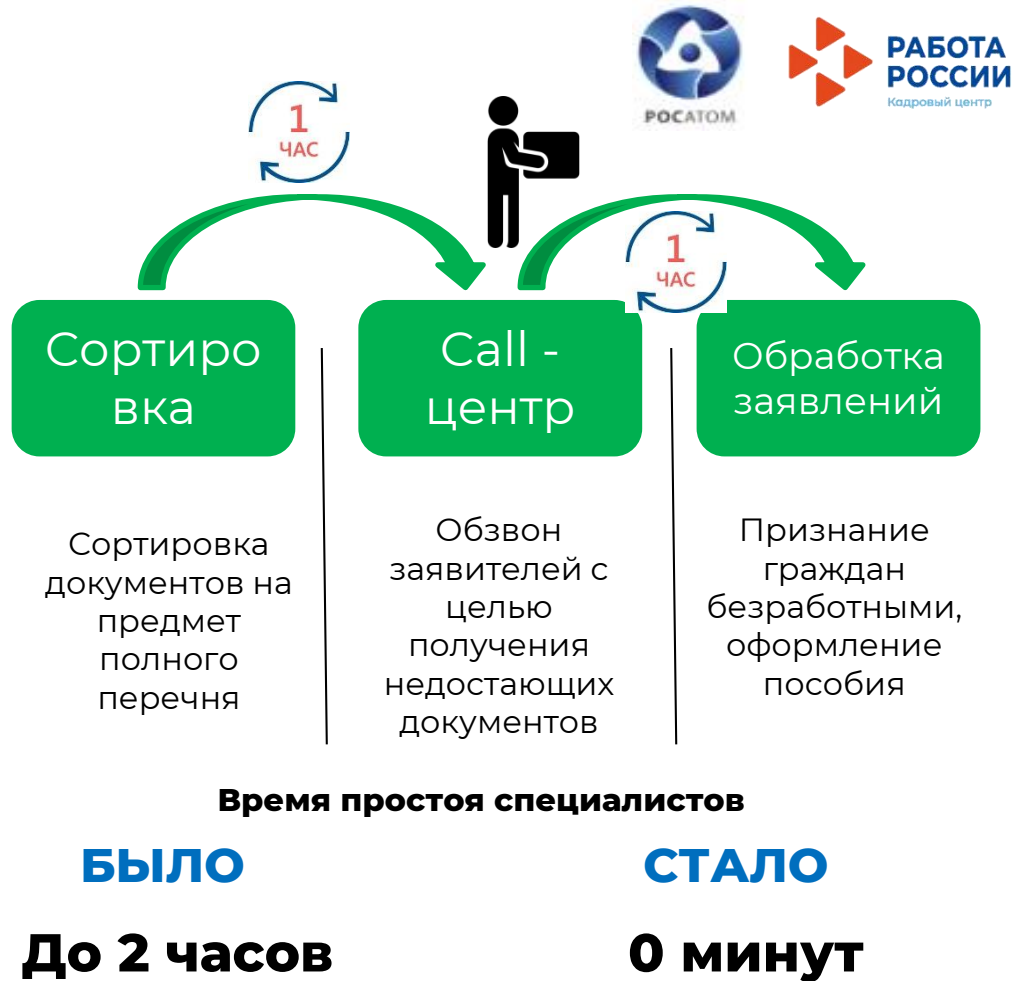 РОСАТОМ
РАБОТА
РОССИИ
Кадровый центр
1
ЧАС
1
ЧАС
Сортиро
вка
Call -
центр
Обработка
заявлений
Сортировка
документов на
предмет
полного
перечня
Обзвон
заявителей с
целью
получения
недостающих
документов
Признание
граждан
безработными,
оформление
пособия
Время простоя специалистов
БЫЛО
СТАЛО
До 2 часов
0 минут